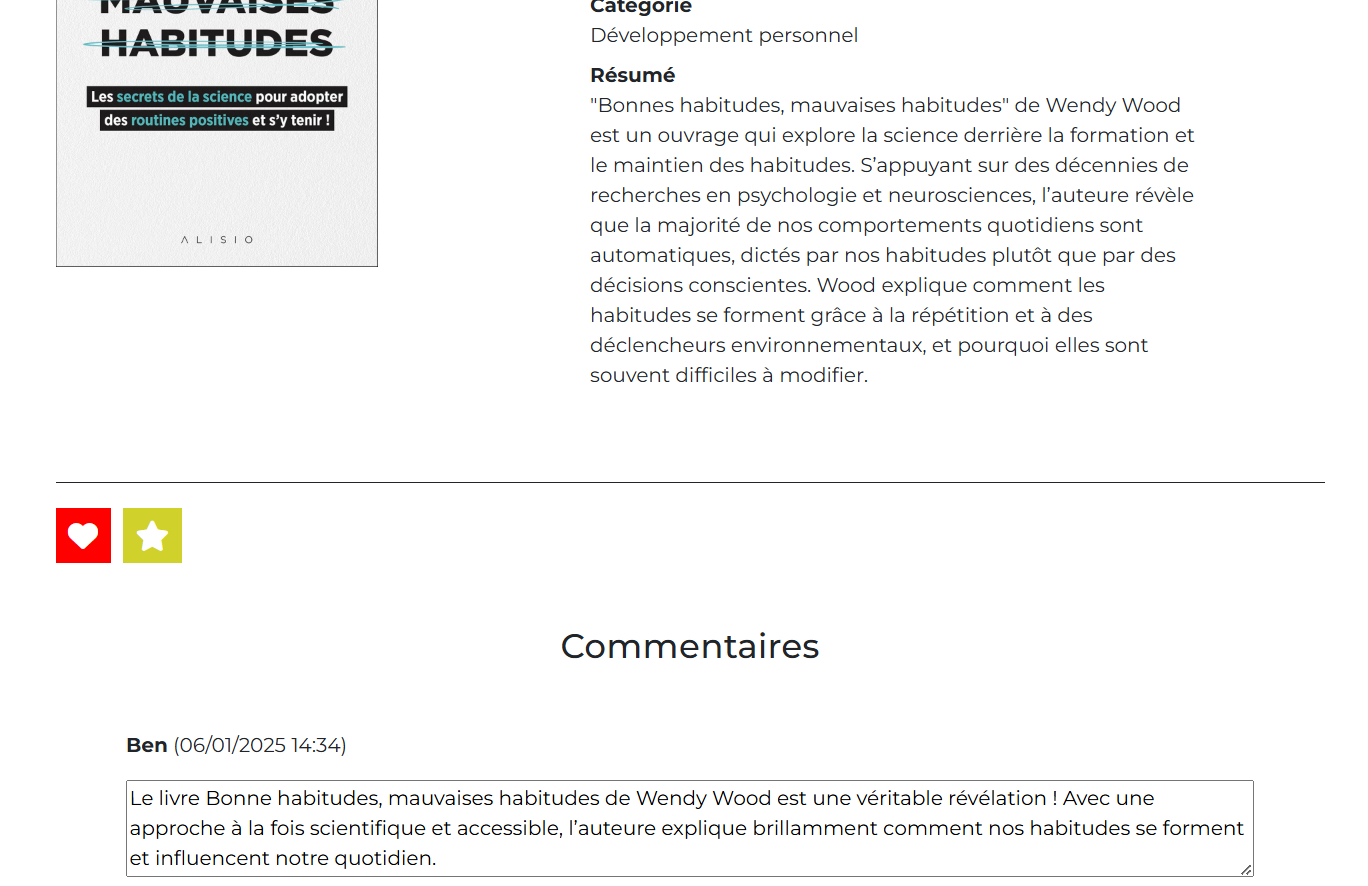 MAUVAISES
HABITUDES
Les secrets de la science pour adopter
des routines positives et s'y tenir !
ALISIO
Catégorie
Développement personnel
Résumé
"Bonnes habitudes, mauvaises habitudes" de Wendy Wood
est un ouvrage qui explore la science derrière la formation et
le maintien des habitudes. S’appuyant sur des décennies de
recherches en psychologie et neurosciences, l’auteure révèle
que la majorité de nos comportements quotidiens sont
automatiques, dictés par nos habitudes plutôt que par des
décisions conscientes. Wood explique comment les
habitudes se forment grâce à la répétition et à des
déclencheurs environnementaux, et pourquoi elles sont
souvent difficiles à modifier.
Commentaires
Ben (06/01/2025 14:34)
Le livre Bonne habitudes, mauvaises habitudes de Wendy Wood est une véritable révélation ! Avec une
approche à la fois scientifique et accessible, l’auteure explique brillamment comment nos habitudes se forment
et influencent notre quotidien.